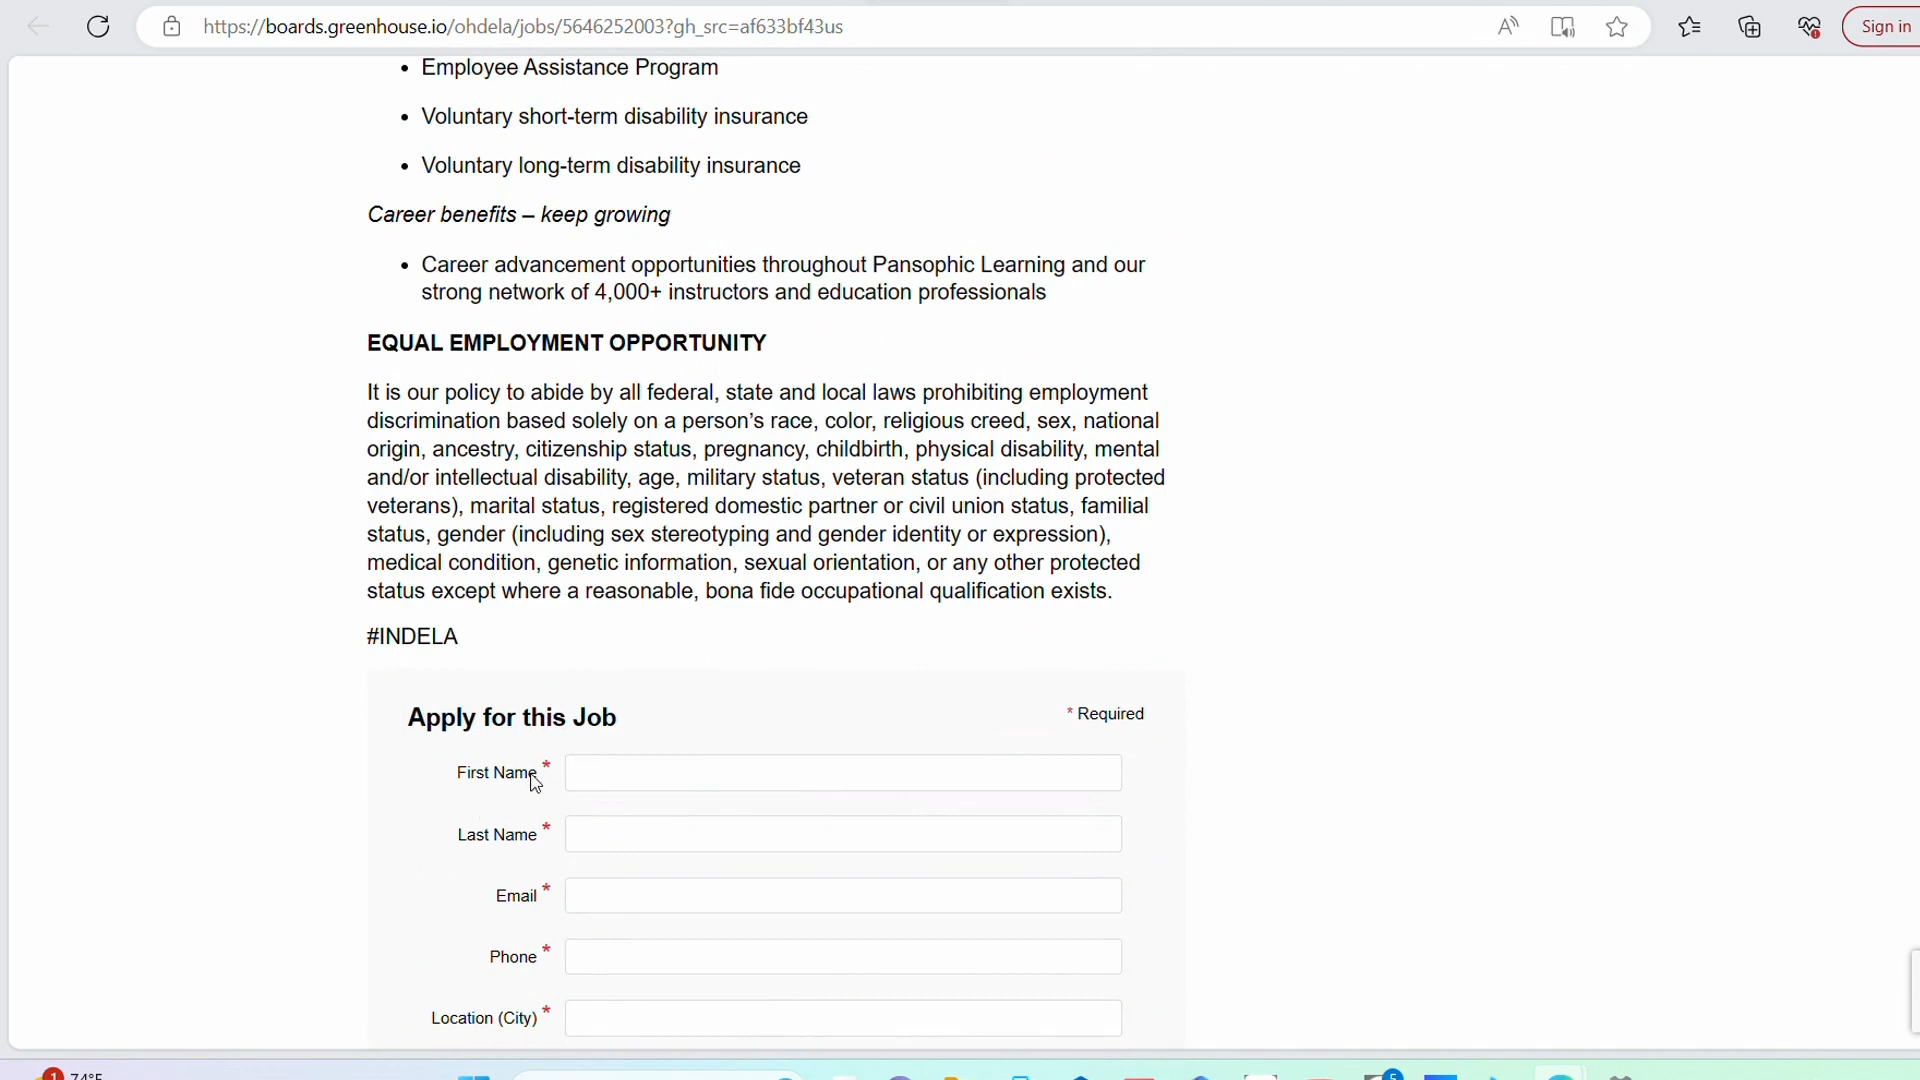 https://boards.greenhouse.io/ohdela/jobs/5646252003?gh_src=af633bf43us
Sign in
• Employee Assistance Program
• Voluntary short-term disability insurance
• Voluntary long-term disability insurance
Career benefits – keep growing
• Career advancement opportunities throughout Pansophic Learning and our
strong network of 4,000+ instructors and education professionals
EQUAL EMPLOYMENT OPPORTUNITY
It is our policy to abide by all federal, state and local laws prohibiting employment
discrimination based solely on a person’s race, color, religious creed, sex, national
origin, ancestry, citizenship status, pregnancy, childbirth, physical disability, mental
and/or intellectual disability, age, military status, veteran status (including protected
veterans), marital status, registered domestic partner or civil union status, familial
status, gender (including sex stereotyping and gender identity or expression),
medical condition, genetic information, sexual orientation, or any other protected
status except where a reasonable, bona fide occupational qualification exists.
#INDELA
Apply for this Job
* Required
First Name *
Last Name *
Email *
Phone *
Location (City) *
1
74°F
5